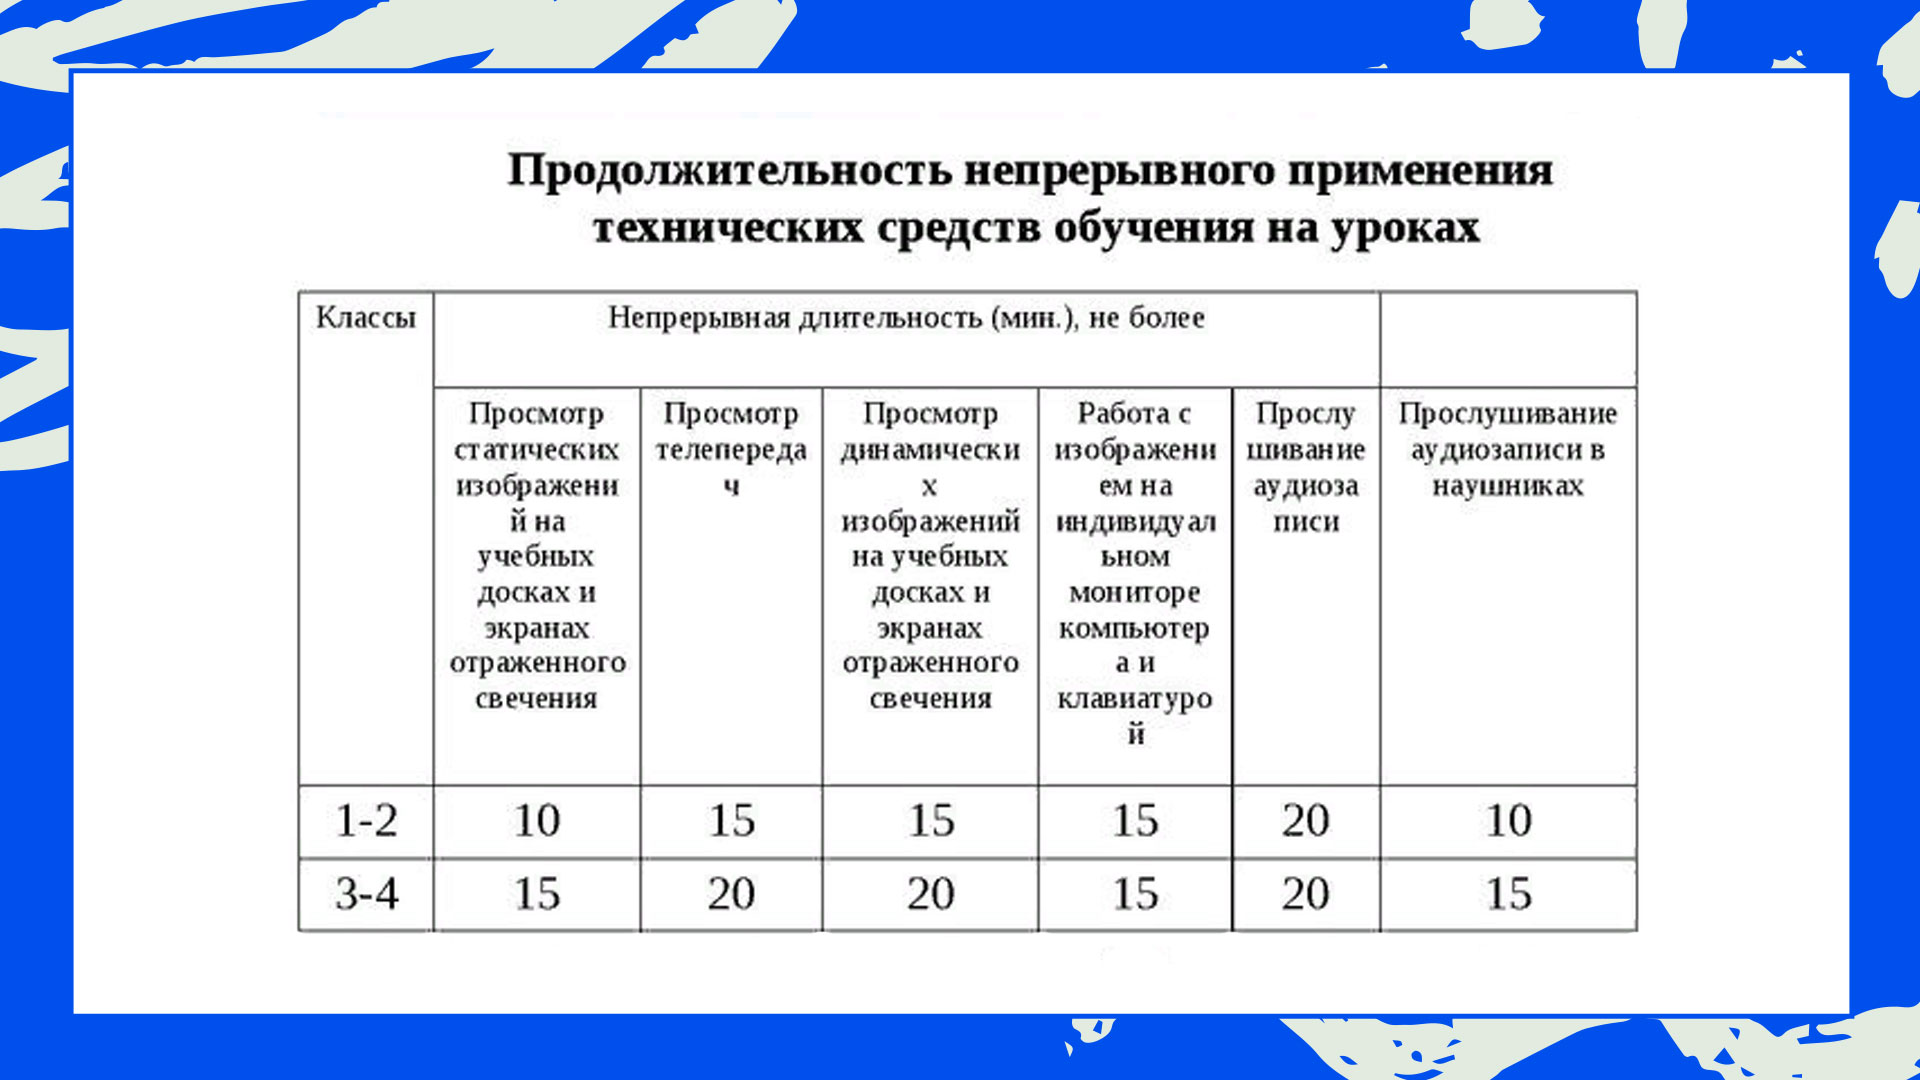 Продолжительность непрерывного применения
технических средств обучения на уроках
Классы
Непрерывная длительность (мин.), не более
Просмотр
статических
изображени
й на
учебных
досках и
экранах
отраженного
свечения
Просмотр
телепереда
ч
Просмотр
динамически
х
изображений
на учебных
досках и
экранах
отраженного
свечения
Работа с
изображени
ем на
индивидуал
ьном
мониторе
компьютер
а и
клавиатуро
й
Прослу
шивание
аудиоза
писи
Прослушивание
аудиозаписи в
наушниках
1-2 10 15 15 15 20 10
3-4 15 20 20 15 20 15